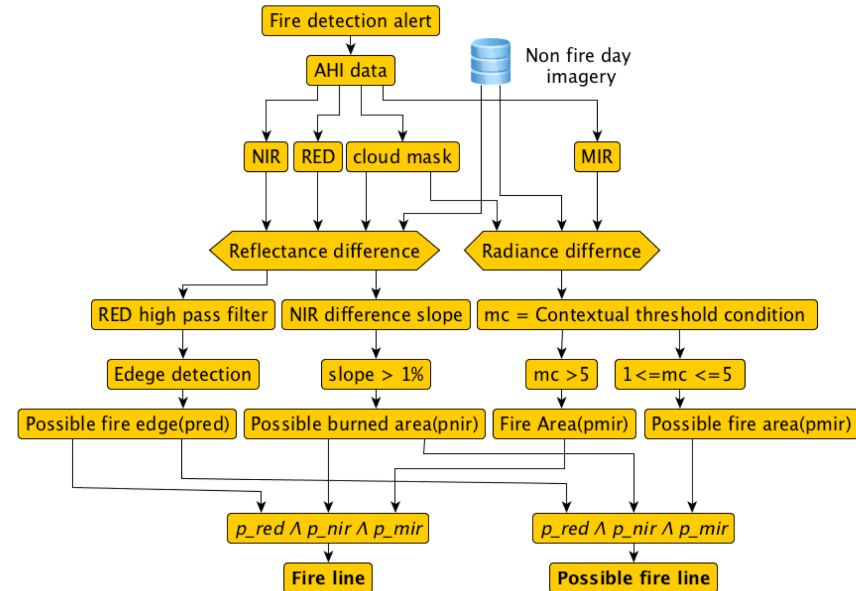 Fire detection alert
Non fire day
imagery
AHI data
NIR
RED
cloud mask
MIR
Reflectance difference
Radiance differnce
RED high pass filter
NIR difference slope
mc = Contextual threshold condition
Edege detection
slope > 1%
mc >5
1<=mc <=5
Possible fire edge(pred)
Possible burned area(pnir)
Fire Area(pmir)
Possible fire area(pmir)
p_red Λ p_nir Λ p_mir
p_red Λ p_nir Λ p_mir
Fire line
Possible fire line